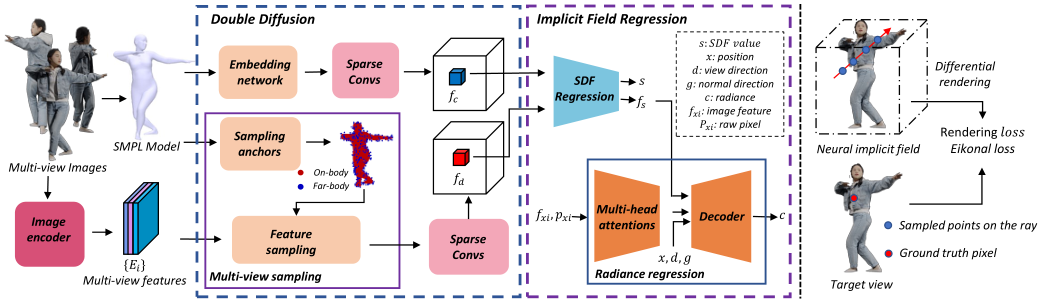 Multi-view Images
SMPL Model
Image
encoder
{E_i}
Multi-view features
Double Diffusion
Embedding
network
Sparse
Convs
f_c
Sampling
anchors
On-body
Far-body
f_d
Feature
sampling
Multi-view sampling
Sparse
Convs
Implicit Field Regression
SDF
Regression
s
f_s
s: SDF value
x: position
d: view direction
g: normal direction
c: radiance
f_{xi}: image feature
P_{xi}: raw pixel
f_{xi}, p_{xi}
Multi-head
attentions
Decoder
c
x, d, g
Radiance regression
Differential
rendering
Neural implicit field
Rendering loss
Eikonal loss
Sampled points on the ray
Ground truth pixel
Target view